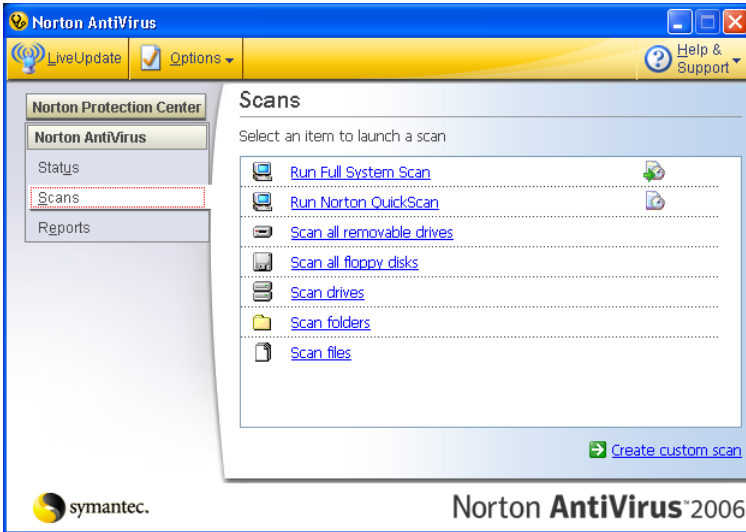 Norton AntiVirus
LiveUpdate
Options
Help &
Support
Norton Protection Center
Norton AntiVirus
Status
Scans
Reports
Scans
Select an item to launch a scan
Run Full System Scan
Run Norton QuickScan
Scan all removable drives
Scan all floppy disks
Scan drives
Scan folders
Scan files
Create custom scan
symantec.
Norton AntiVirus™2006